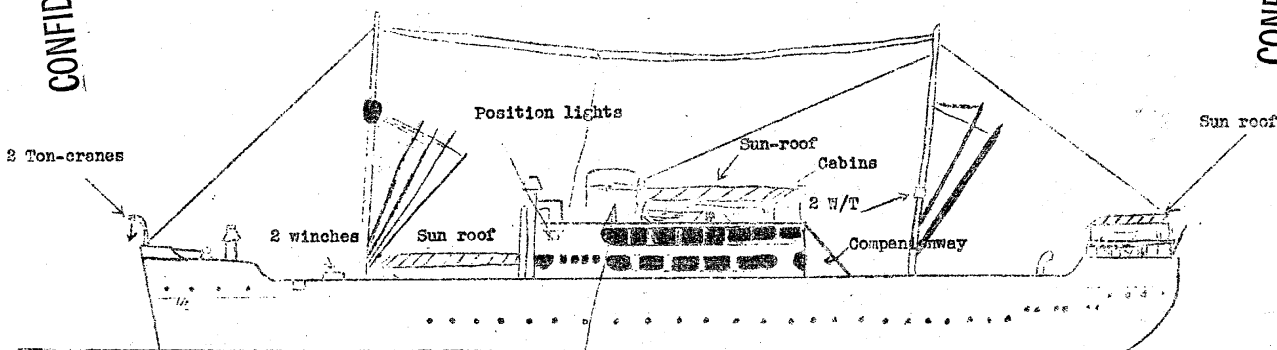 CONFID
CONF
Position lights
Sun roof
2 Ton-cranes
Sun-roof
Cabins
2 W/T
2 winches
Sun roof
Companionway